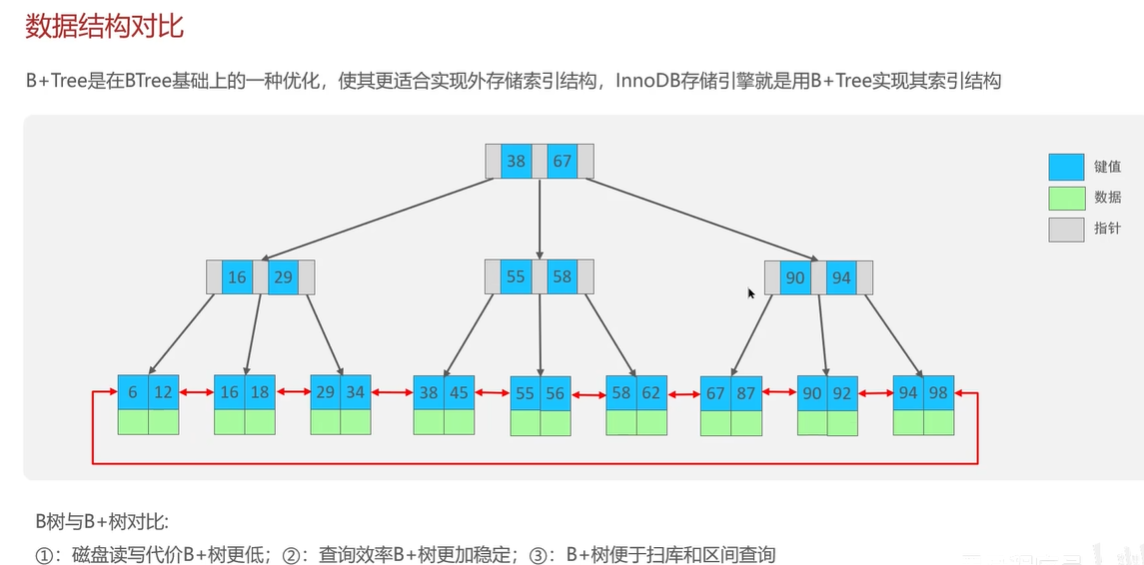 数据结构对比
B+Tree是在BTree基础上的一种优化，使其更适合实现外存储索引结构，InnoDB存储引擎就是用B+Tree实现其索引结构
38 67
键值
数据
指针
16 29
55 58
90 94
6 12 16 18 29 34 38 45 55 56 58 62 67 87 90 92 94 98
B树与B+树对比:
①：磁盘读写代价B+树更低；②：查询效率B+树更加稳定；③：B+树便于扫库和区间查询